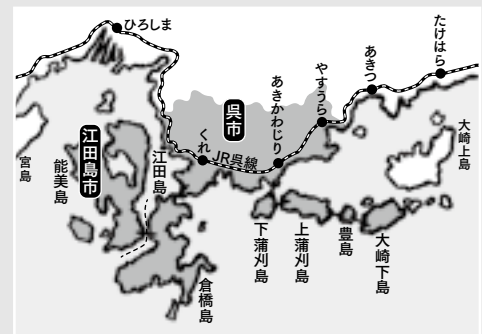 ひろしま
たけはら
あきつ
やすうら
あきかわじり
呉市
くれ
JR呉線
大崎上島
江田島市
江田島
能美島
宮島
下蒲刈島
上蒲刈島
豊島
大崎下島
倉橋島